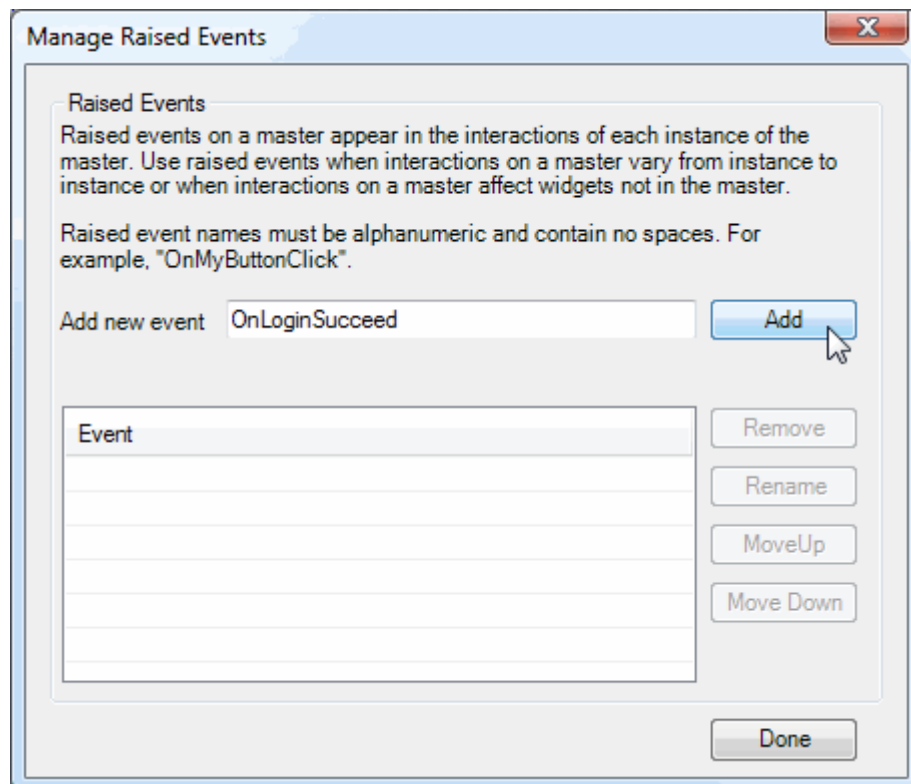 Manage Raised Events
Raised Events
Raised events on a master appear in the interactions of each instance of the
master. Use raised events when interactions on a master vary from instance to
instance or when interactions on a master affect widgets not in the master.
Raised event names must be alphanumeric and contain no spaces. For
example, "OnMyButtonClick".
Add new event OnLoginSucceed Add
Event
Remove
Rename
MoveUp
Move Down
Done